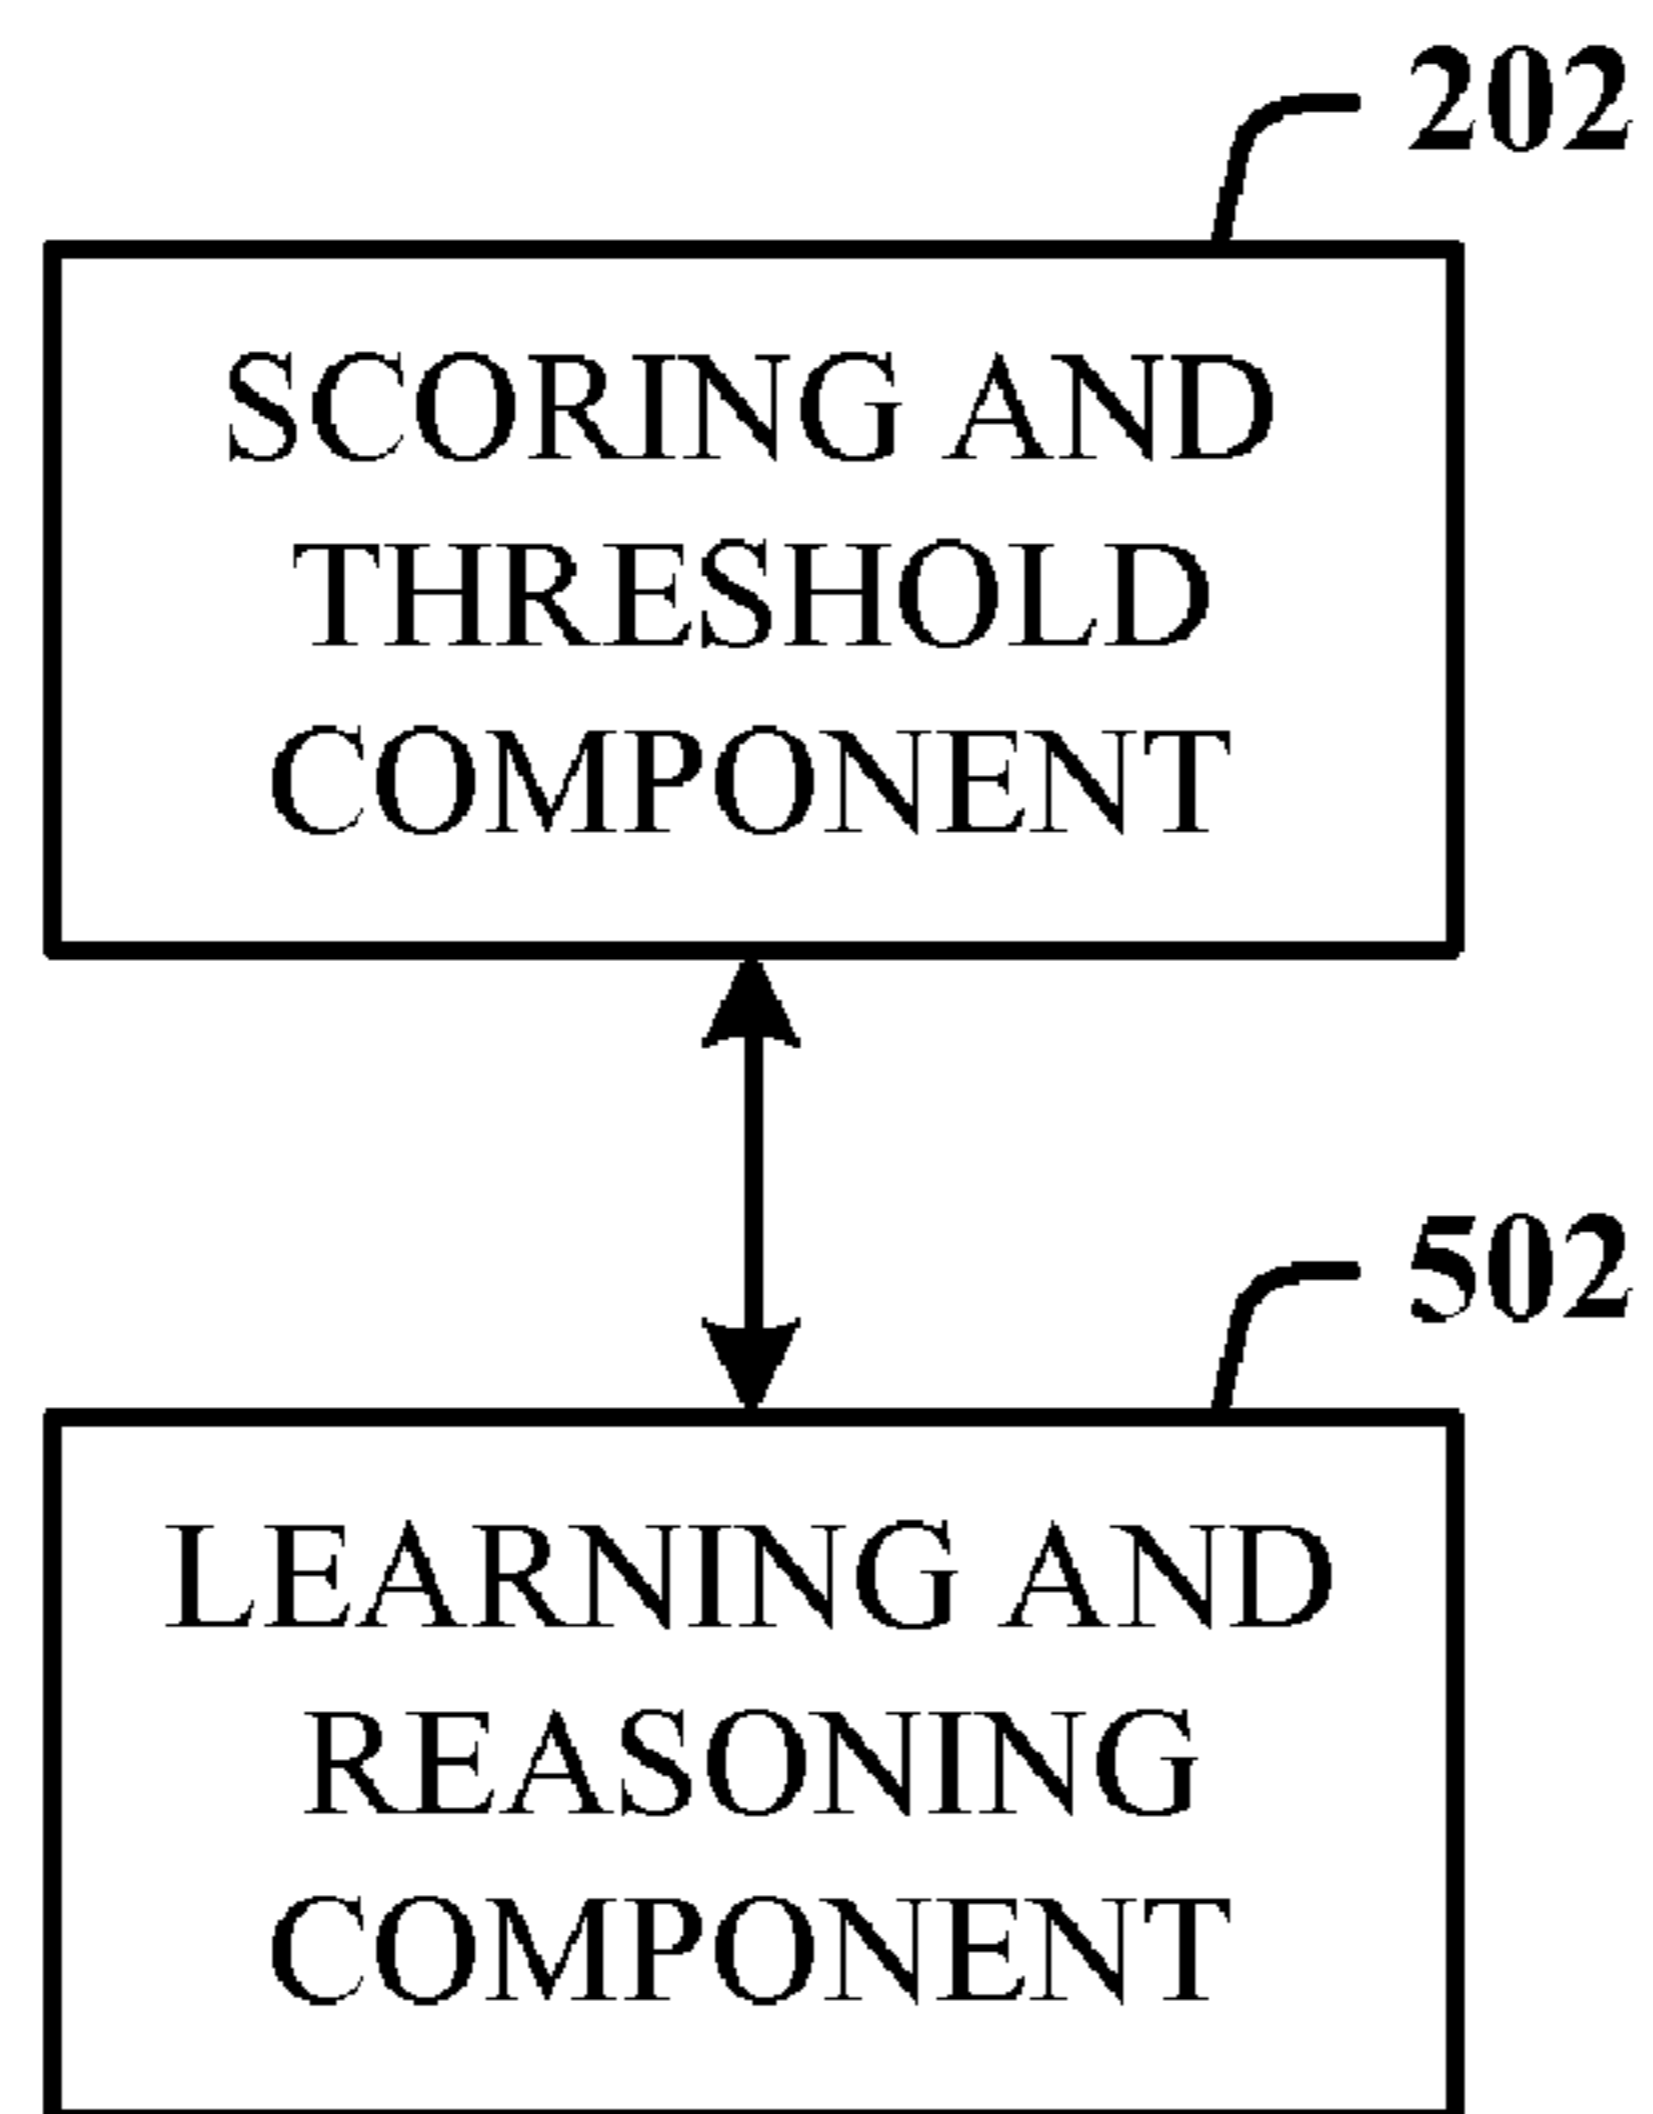 202
SCORING AND
THRESHOLD
COMPONENT
502
LEARNING AND
REASONING
COMPONENT